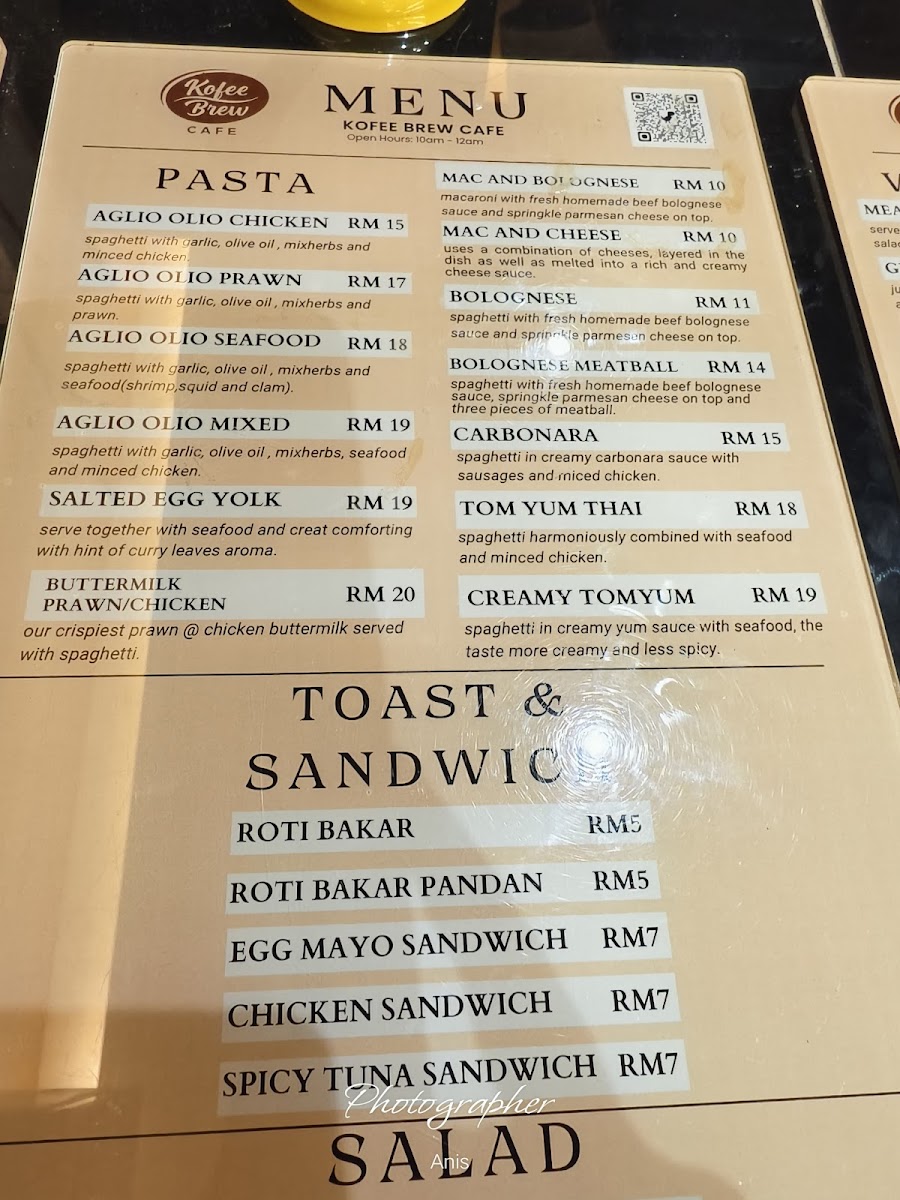 Kofee
Brew
CAFE
MENU
KOFEE BREW CAFE
Open Hours: 10am - 12am
PASTA
AGLIO OLIO CHICKEN RM 15
spaghetti with garlic, olive oil , mixherbs and
minced chicken.
AGLIO OLIO PRAWN RM 17
spaghetti with garlic, olive oil , mixherbs and
prawn.
AGLIO OLIO SEAFOOD RM 18
spaghetti with garlic, olive oil , mixherbs and
seafood(shrimp,squid and clam).
AGLIO OLIO MIXED RM 19
spaghetti with garlic, olive oil , mixherbs, seafood
and minced chicken.
SALTED EGG YOLK RM 19
serve together with seafood and creat comforting
with hint of curry leaves aroma.
BUTTERMILK
PRAWN/CHICKEN RM 20
our crispiest prawn @ chicken buttermilk served
with spaghetti.
MAC AND BOLOGNESE RM 10
macaroni with fresh homemade beef bolognese
sauce and springkle parmesan cheese on top.
MAC AND CHEESE RM 10
uses a combination of cheeses, layered in the
dish as well as melted into a rich and creamy
cheese sauce.
BOLOGNESE RM 11
spaghetti with fresh homemade beef bolognese
sauce and springkle parmesan cheese on top.
BOLOGNESE MEATBALL RM 14
spaghetti with fresh homemade beef bolognese
sauce, springkle parmesan cheese on top and
three pieces of meatball.
CARBONARA RM 15
spaghetti in creamy carbonara sauce with
sausages and miced chicken.
TOM YUM THAI RM 18
spaghetti harmoniously combined with seafood
and minced chicken.
CREAMY TOMYUM RM 19
spaghetti in creamy yum sauce with seafood, the
taste more creamy and less spicy.
TOAST &
SANDWICH
ROTI BAKAR RM5
ROTI BAKAR PANDAN RM5
EGG MAYO SANDWICH RM7
CHICKEN SANDWICH RM7
SPICY TUNA SANDWICH RM7
Photographer
SALAD
Anis